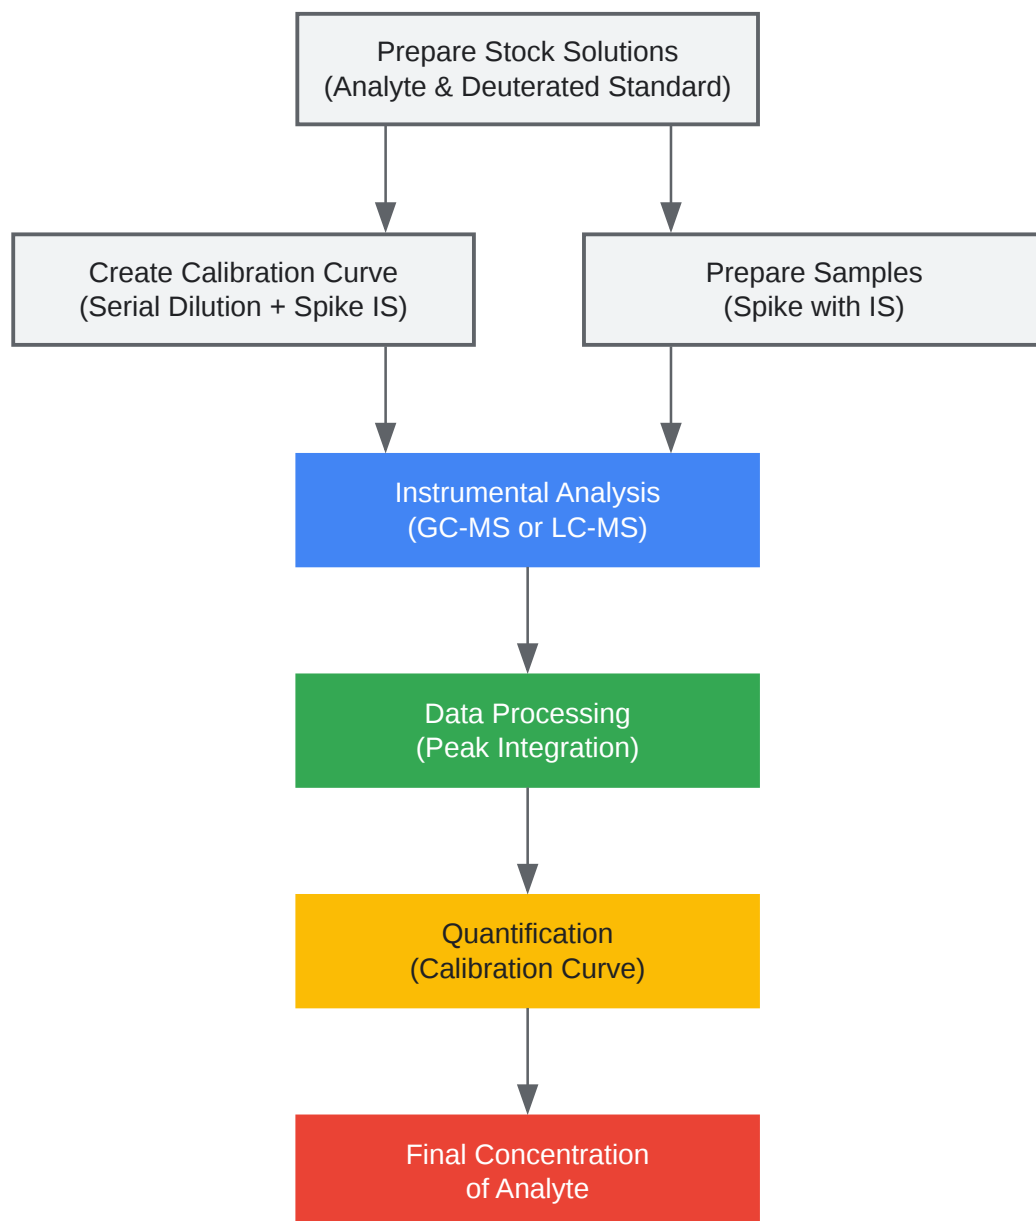 Prepare Stock Solutions
(Analyte & Deuterated Standard)
Create Calibration Curve
(Serial Dilution + Spike IS)
Prepare Samples
(Spike with IS)
Instrumental Analysis
(GC-MS or LC-MS)
Data Processing
(Peak Integration)
Quantification
(Calibration Curve)
Final Concentration
of Analyte